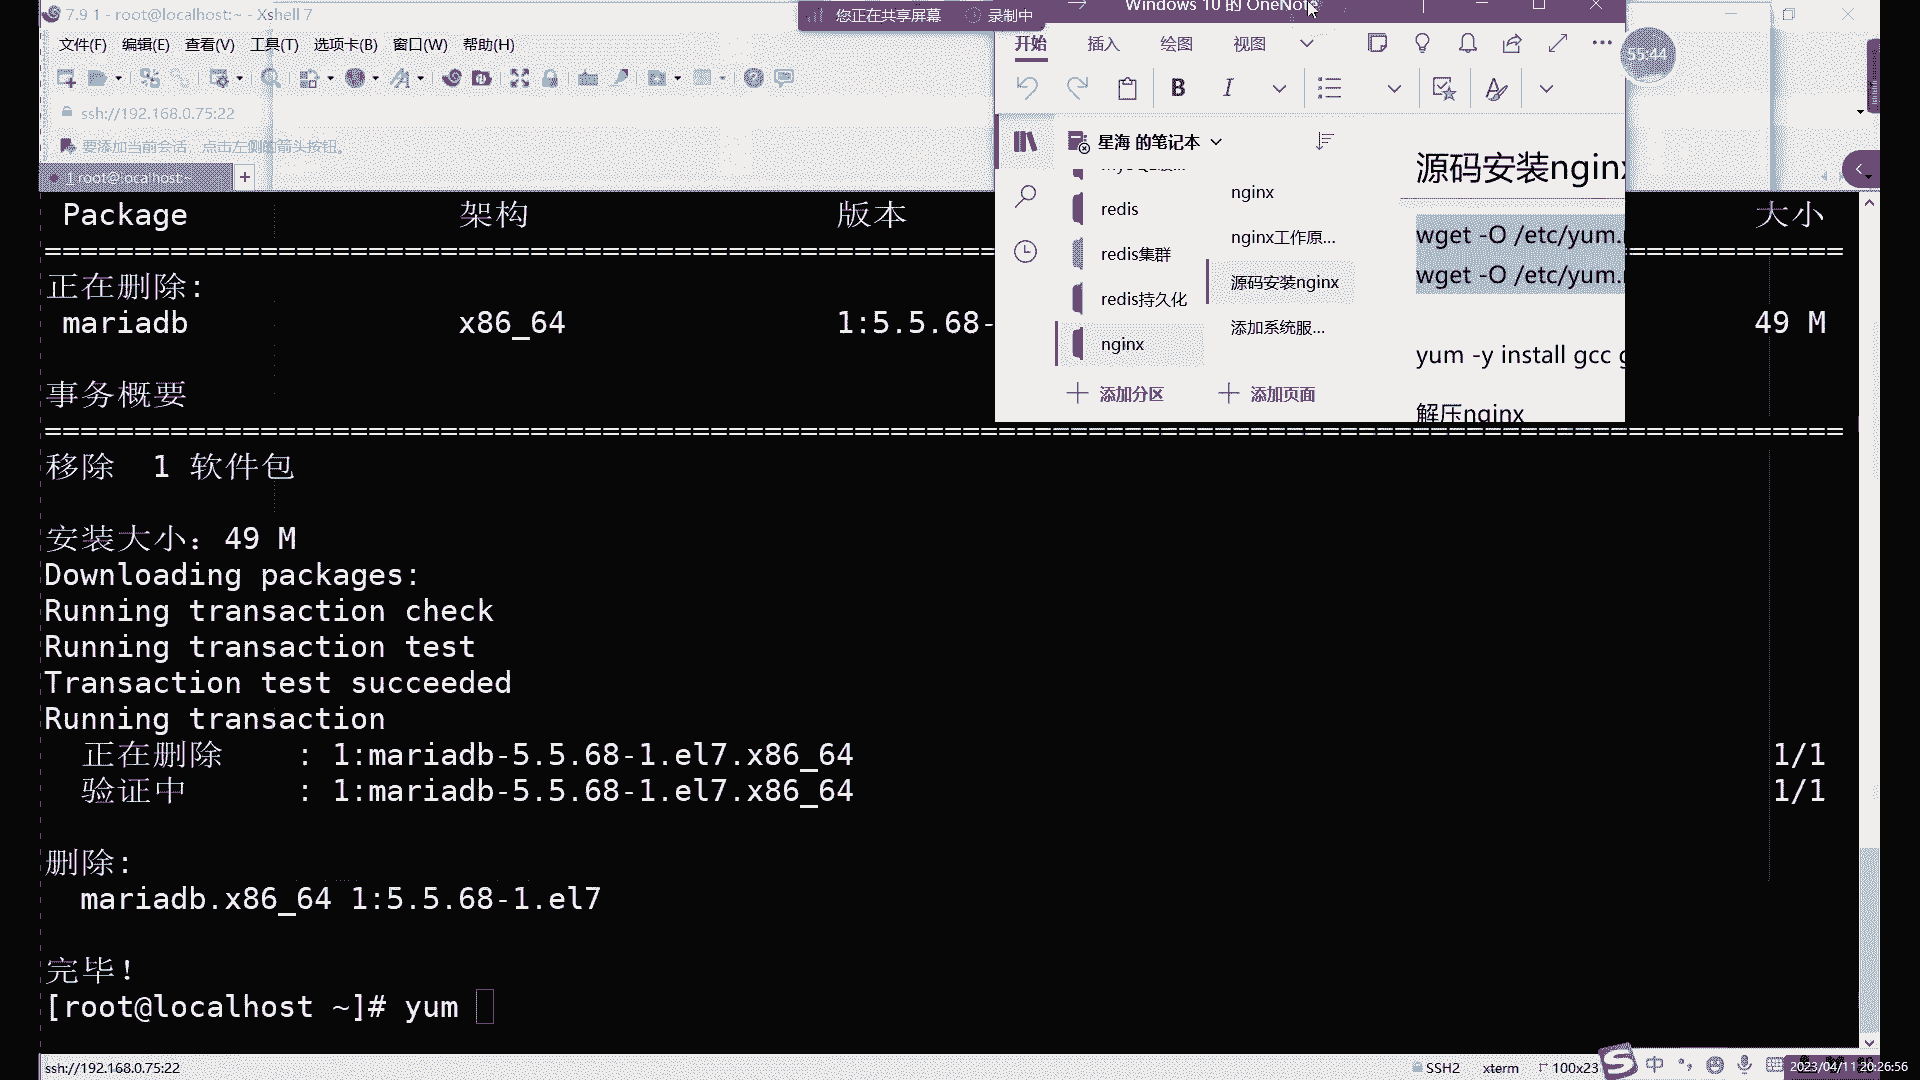 7.9 1 - root@localhost:~ - Xshell 7
您正在共享屏幕 录制中
Windows 10 的 OneNote
文件(F) 编辑(E) 查看(V) 工具(T) 选项卡(B) 窗口(W) 帮助(H)
开始 插入 绘图 视图
55:44
ssh://192.168.0.75:22
要添加当前会话，点击左侧的箭头按钮。
1 root@localhost:~
星海 的笔记本
redis
redis集群
redis持久化
nginx
添加分区
nginx
nginx工作原...
源码安装nginx
添加系统服...
添加页面
源码安装nginx
wget -O /etc/yum.
wget -O /etc/yum.
yum -y install gcc
解压nginx
Package 架构 版本 大小
正在删除:
mariadb x86_64 1:5.5.68- 49 M
事务概要
移除 1 软件包
安装大小：49 M
Downloading packages:
Running transaction check
Running transaction test
Transaction test succeeded
Running transaction
正在删除 : 1:mariadb-5.5.68-1.el7.x86_64 1/1
验证中 : 1:mariadb-5.5.68-1.el7.x86_64 1/1
删除:
mariadb.x86_64 1:5.5.68-1.el7
完毕！
[root@localhost ~]# yum
ssh://192.168.0.75:22 SSH2 xterm 100x23 中 2023/04/11 20:26:56